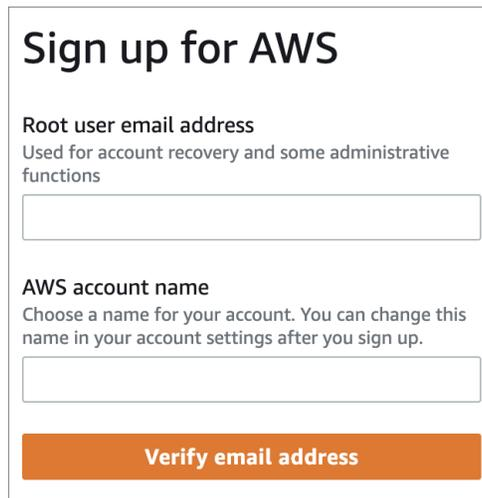 Sign up for AWS
Root user email address
Used for account recovery and some administrative
functions
AWS account name
Choose a name for your account. You can change this
name in your account settings after you sign up.
Verify email address